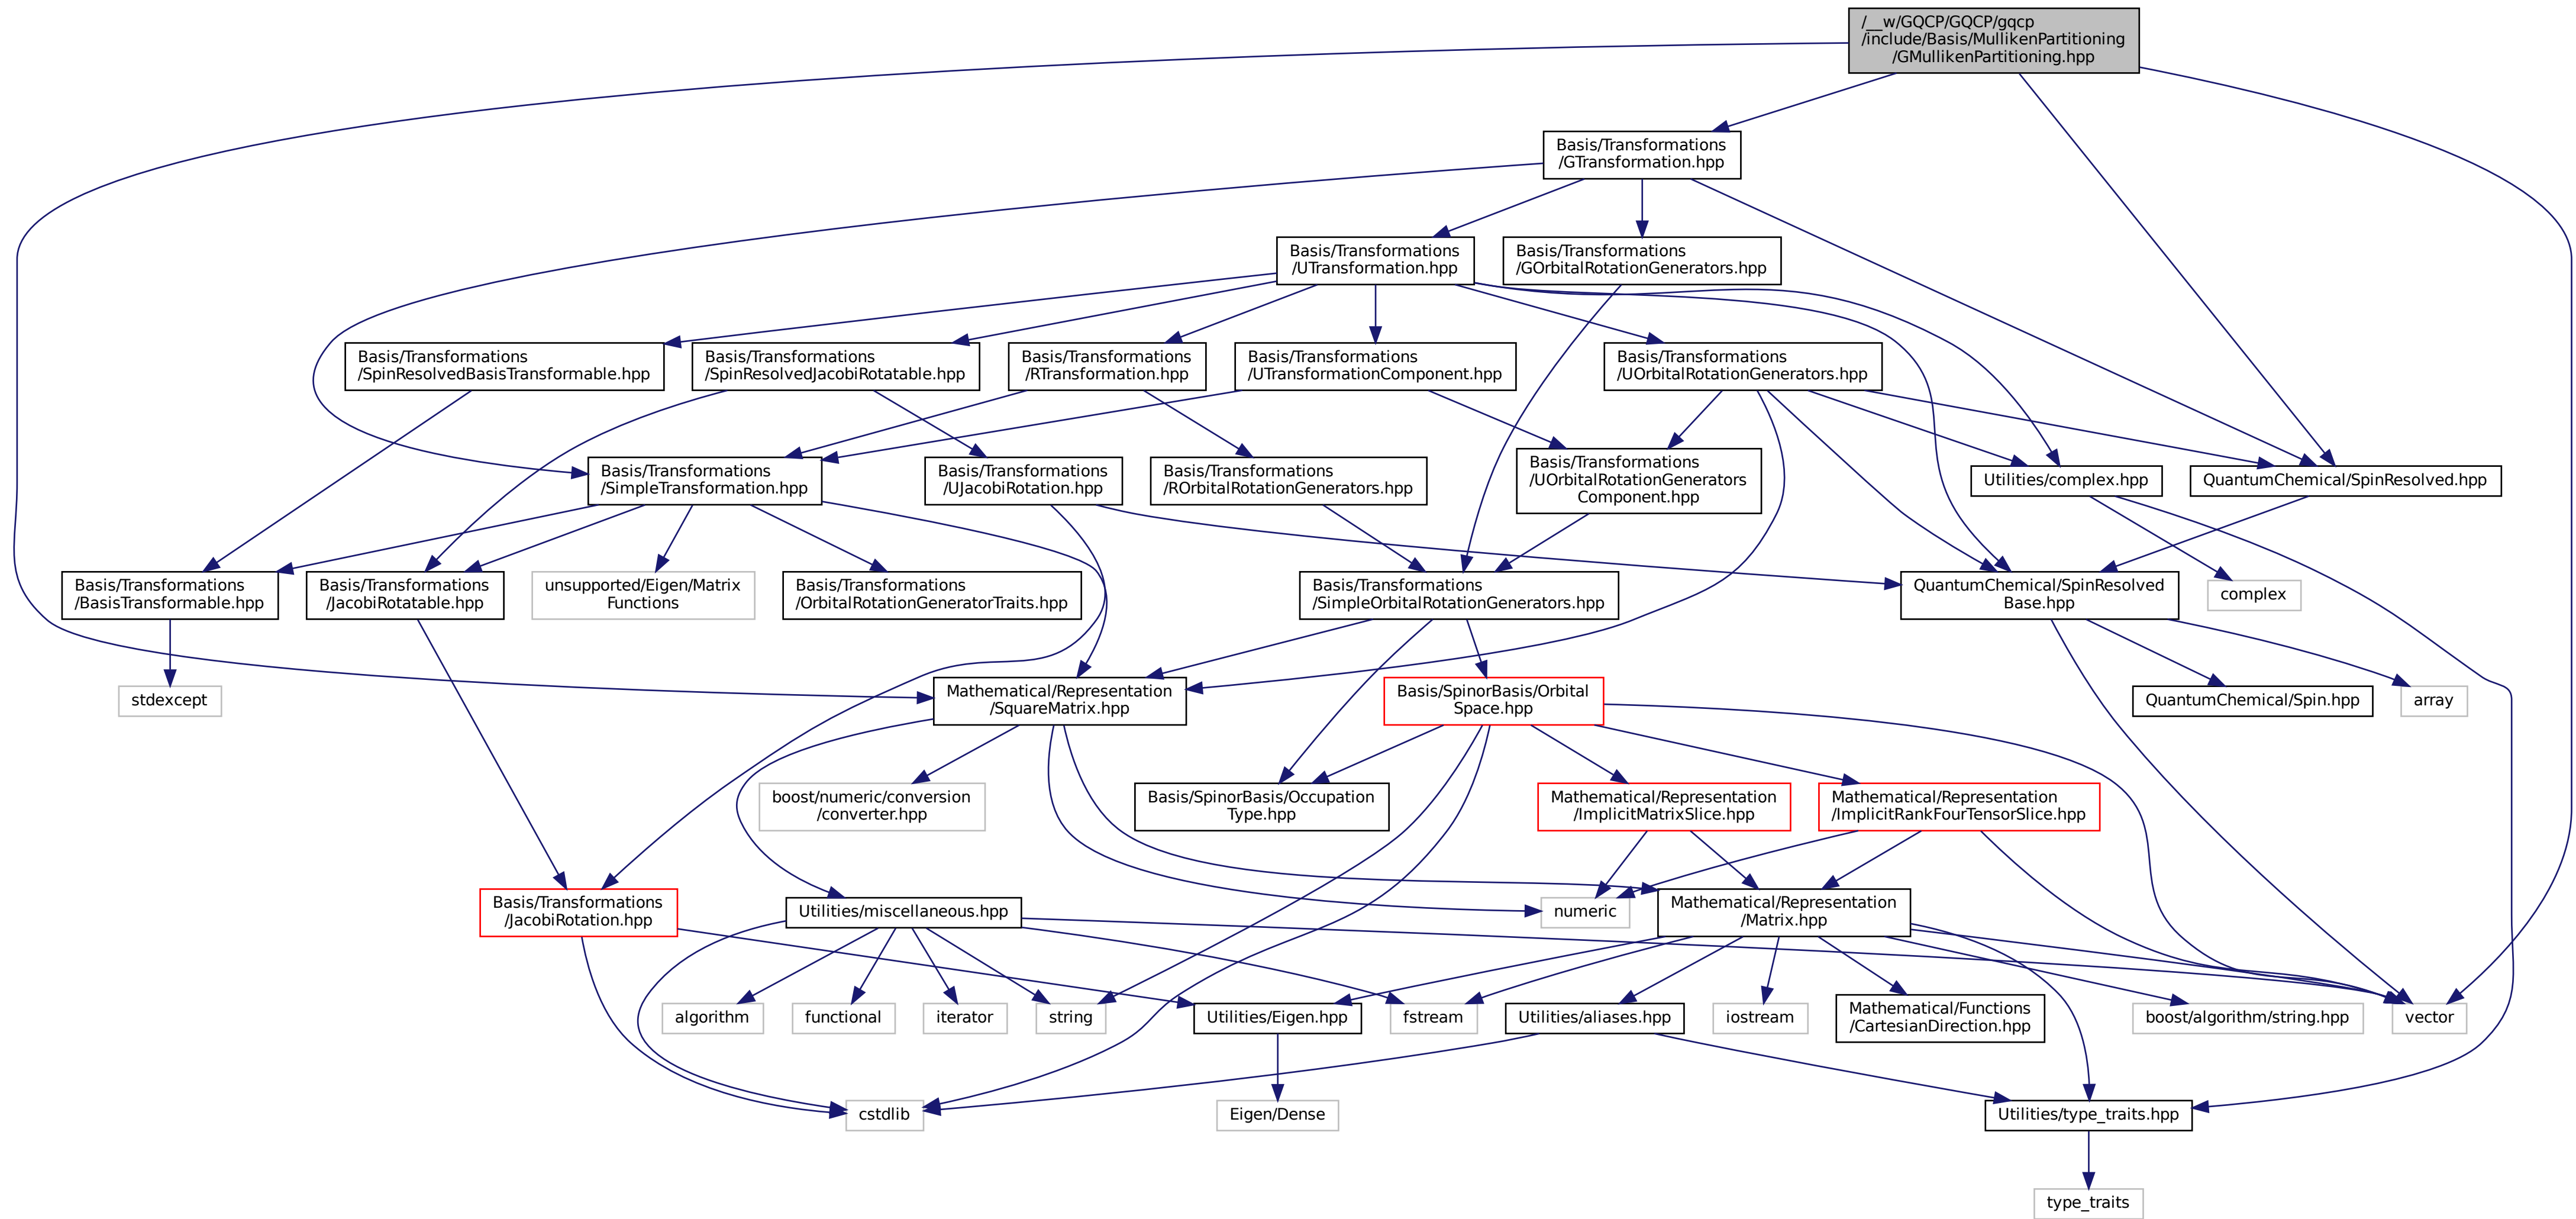 /__w/GQCP/GQCP/gqcp
/include/Basis/MullikenPartitioning
/GMullikenPartitioning.hpp
Basis/Transformations
/GTransformation.hpp
Basis/Transformations
/UTransformation.hpp
Basis/Transformations
/GOrbitalRotationGenerators.hpp
Basis/Transformations
/SpinResolvedBasisTransformable.hpp
Basis/Transformations
/SpinResolvedJacobiRotatable.hpp
Basis/Transformations
/RTransformation.hpp
Basis/Transformations
/UTransformationComponent.hpp
Basis/Transformations
/UOrbitalRotationGenerators.hpp
Basis/Transformations
/SimpleTransformation.hpp
Basis/Transformations
/UJacobiRotation.hpp
Basis/Transformations
/ROrbitalRotationGenerators.hpp
Basis/Transformations
/UOrbitalRotationGenerators
Component.hpp
Utilities/complex.hpp
QuantumChemical/SpinResolved.hpp
Basis/Transformations
/BasisTransformable.hpp
Basis/Transformations
/JacobiRotatable.hpp
unsupported/Eigen/Matrix
Functions
Basis/Transformations
/OrbitalRotationGeneratorTraits.hpp
Basis/Transformations
/SimpleOrbitalRotationGenerators.hpp
QuantumChemical/SpinResolved
Base.hpp
complex
stdexcept
Mathematical/Representation
/SquareMatrix.hpp
Basis/SpinorBasis/Orbital
Space.hpp
QuantumChemical/Spin.hpp
array
boost/numeric/conversion
/converter.hpp
Basis/SpinorBasis/Occupation
Type.hpp
Mathematical/Representation
/ImplicitMatrixSlice.hpp
Mathematical/Representation
/ImplicitRankFourTensorSlice.hpp
Basis/Transformations
/JacobiRotation.hpp
Utilities/miscellaneous.hpp
numeric
Mathematical/Representation
/Matrix.hpp
algorithm
functional
iterator
string
Utilities/Eigen.hpp
fstream
Utilities/aliases.hpp
iostream
Mathematical/Functions
/CartesianDirection.hpp
boost/algorithm/string.hpp
vector
cstdlib
Eigen/Dense
Utilities/type_traits.hpp
type_traits